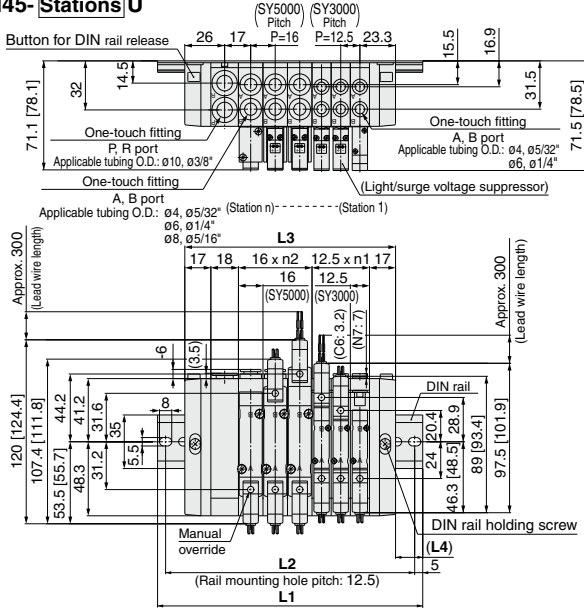 45- Stations U
(SY5000) (SY3000)
Pitch Pitch
26 17 P=16 P=12.5 23.3
Button for DIN rail release
15.5
16.9
14.5
32
71.1 [78.1]
31.5
71.5 [78.5]
One-touch fitting
P, R port
Applicable tubing O.D.: ø10, ø3/8"
One-touch fitting
A, B port
Applicable tubing O.D.: ø4, ø5/32"
ø6, ø1/4"
One-touch fitting
A, B port
Applicable tubing O.D.: ø4, ø5/32"
ø6, ø1/4"
ø8, ø5/16"
(Light/surge voltage suppressor)
(Station n)--------(Station 1)
L3
17 18 16 x n2 12.5 x n1 17
16 12.5
(SY5000) (SY3000)
Approx. 300
(Lead wire length)
Approx. 300
(Lead wire length)
(C6: 3.2)
(N7: 7)
-6
(3.5)
DIN rail
8
120 [124.4]
107.4 [111.8]
44.2
41.2
31.6
35
5.5
53.5 [55.7]
48.3
31.2
20.4
28.9
24
46.3 [48.5]
89 [93.4]
97.5 [101.9]
Manual
override
DIN rail holding screw
L2
(Rail mounting hole pitch: 12.5)
(L4)
5
L1